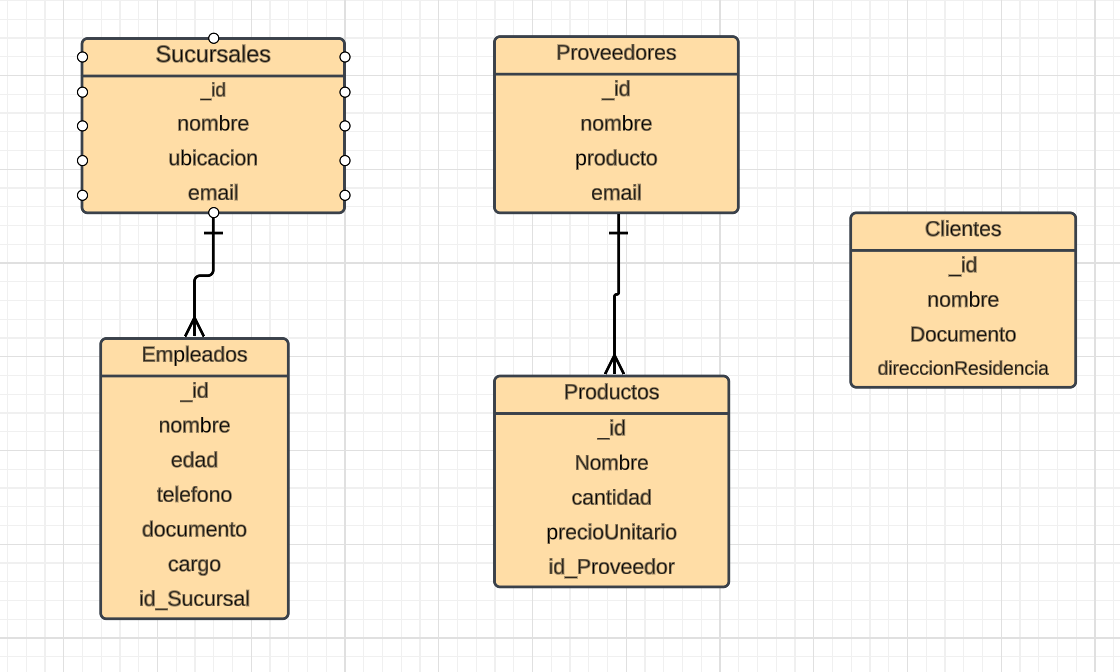 Sucursales
_id
nombre
ubicacion
email
Empleados
_id
nombre
edad
telefono
documento
cargo
id_Sucursal
Proveedores
_id
nombre
producto
email
Productos
_id
Nombre
cantidad
precioUnitario
id_Proveedor
Clientes
_id
nombre
Documento
direccionResidencia